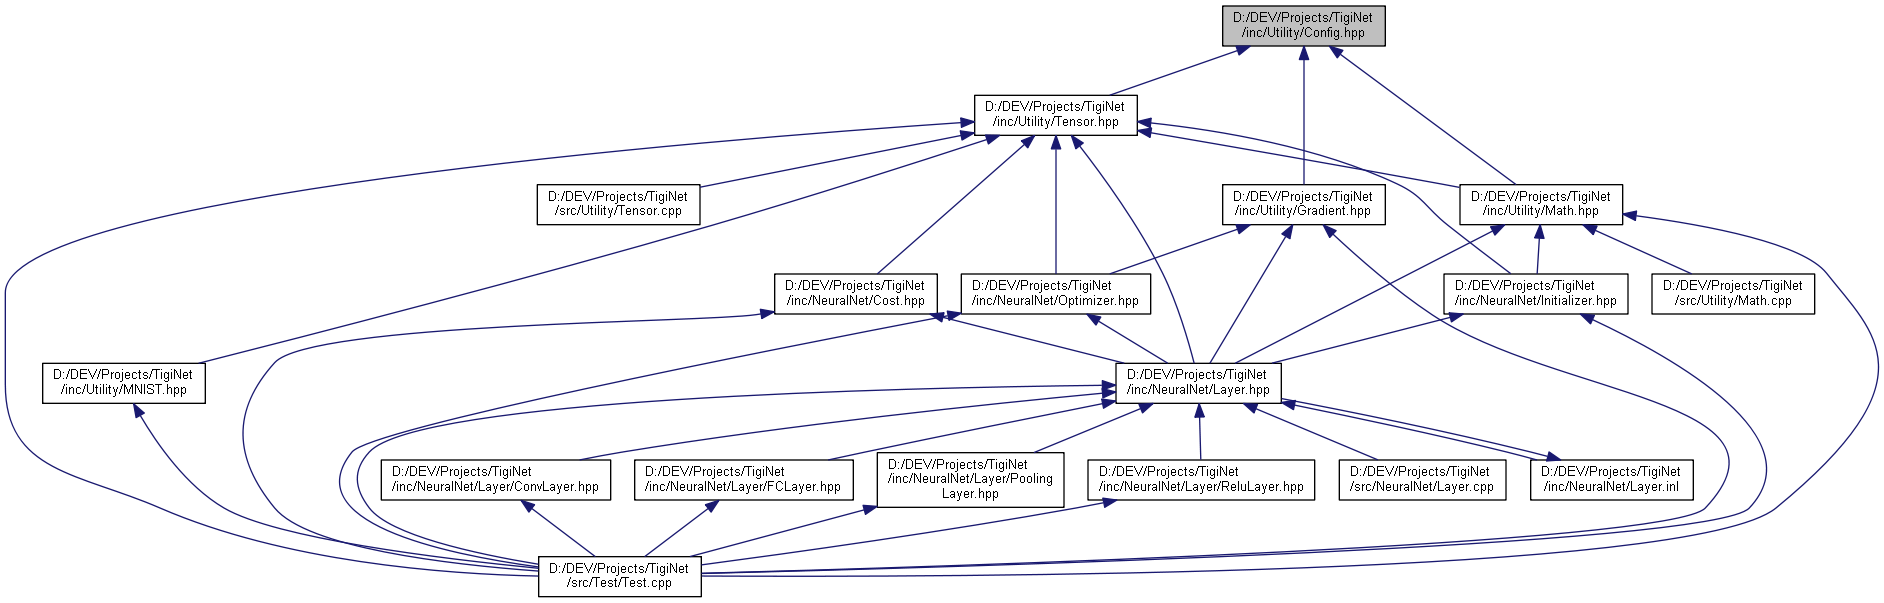 D:/DEV/Projects/TigiNet
/inc/Utility/Config.hpp
D:/DEV/Projects/TigiNet
/inc/Utility/Tensor.hpp
D:/DEV/Projects/TigiNet
/src/Utility/Tensor.cpp
D:/DEV/Projects/TigiNet
/inc/Utility/Gradient.hpp
D:/DEV/Projects/TigiNet
/inc/Utility/Math.hpp
D:/DEV/Projects/TigiNet
/inc/NeuralNet/Cost.hpp
D:/DEV/Projects/TigiNet
/inc/NeuralNet/Optimizer.hpp
D:/DEV/Projects/TigiNet
/inc/NeuralNet/Initializer.hpp
D:/DEV/Projects/TigiNet
/src/Utility/Math.cpp
D:/DEV/Projects/TigiNet
/inc/Utility/MNIST.hpp
D:/DEV/Projects/TigiNet
/inc/NeuralNet/Layer.hpp
D:/DEV/Projects/TigiNet
/inc/NeuralNet/Layer/ConvLayer.hpp
D:/DEV/Projects/TigiNet
/inc/NeuralNet/Layer/FCLayer.hpp
D:/DEV/Projects/TigiNet
/inc/NeuralNet/Layer/Pooling
Layer.hpp
D:/DEV/Projects/TigiNet
/inc/NeuralNet/Layer/ReluLayer.hpp
D:/DEV/Projects/TigiNet
/src/NeuralNet/Layer.cpp
D:/DEV/Projects/TigiNet
/inc/NeuralNet/Layer.inl
D:/DEV/Projects/TigiNet
/src/Test/Test.cpp